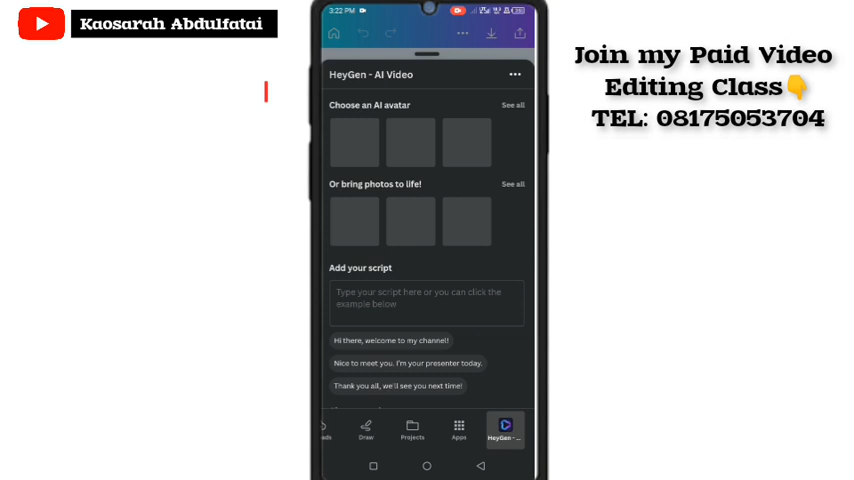 Kaosarah Abdulfatai
Join my Paid Video
Editing Class👇
TEL: 08175053704
3:22 PM
HeyGen - AI Video
Choose an AI avatar
See all
Or bring photos to life!
See all
Add your script
Type your script here or you can click the
example below
Hi there, welcome to my channel!
Nice to meet you. I'm your presenter today.
Thank you all, we'll see you next time!
Draw
Projects
Apps
HeyGen - ...